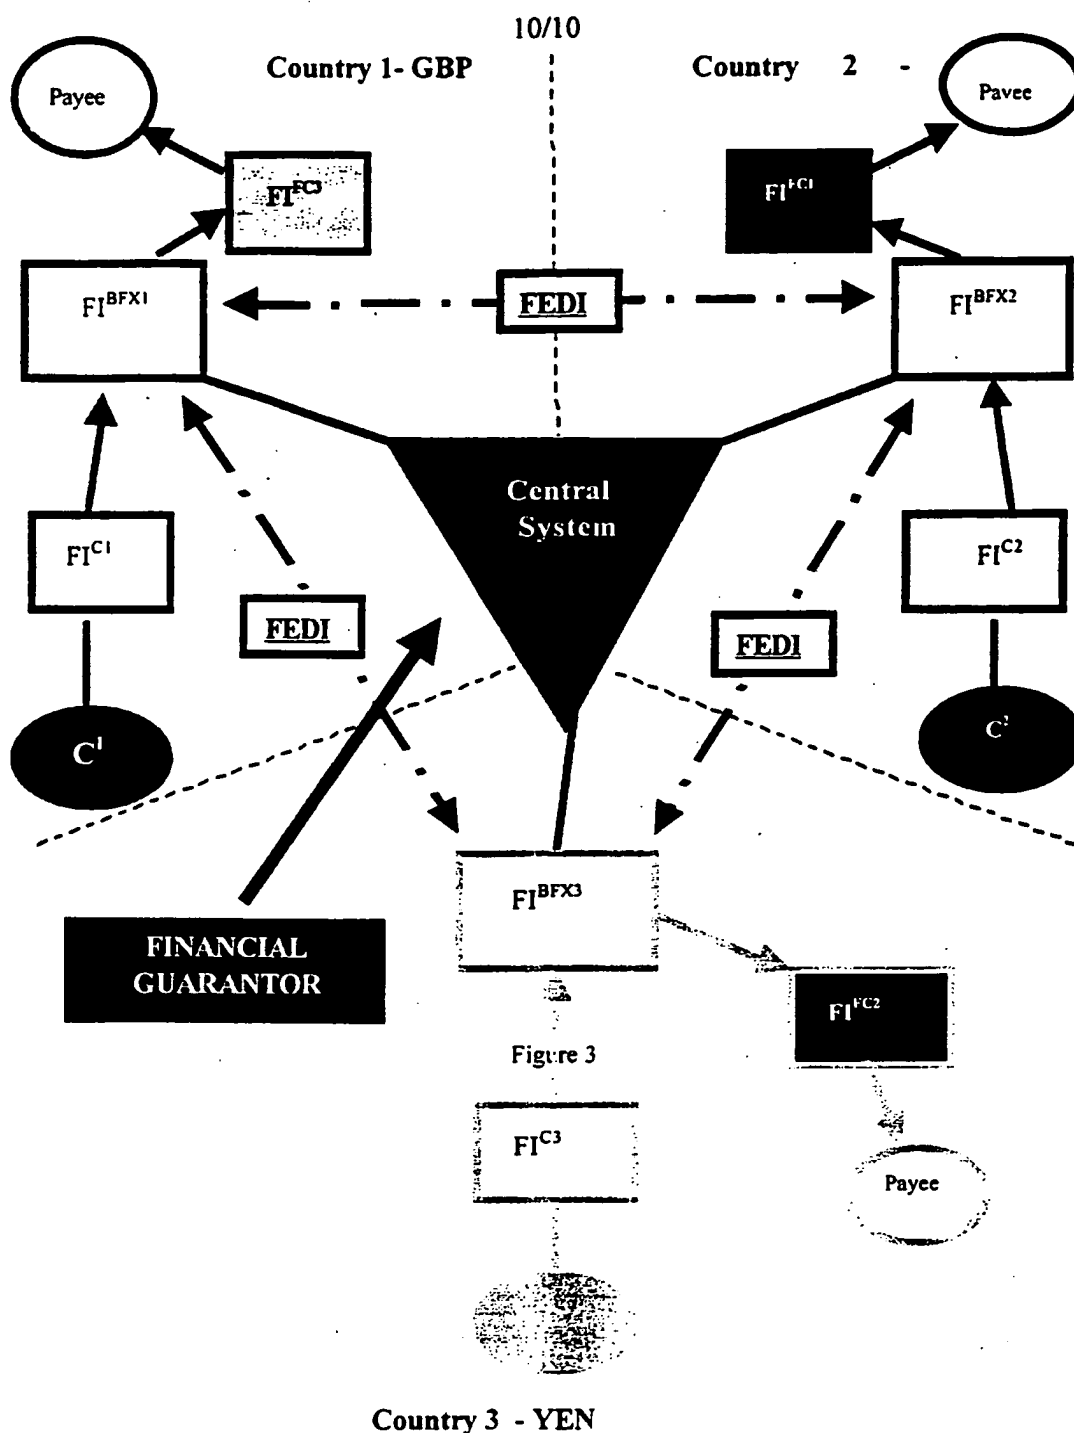 10/10
Country 1- GBP
Country 2 -
Payee
Pavee
FI^FC3
FI^FC1
FI^BFX1
FEDI
FI^BFX2
Central
System
FI^C1
FI^C2
FEDI
FEDI
C^1
C^2
FI^BFX3
FINANCIAL
GUARANTOR
FI^FC2
Figure 3
FI^C3
Payee
Country 3 - YEN